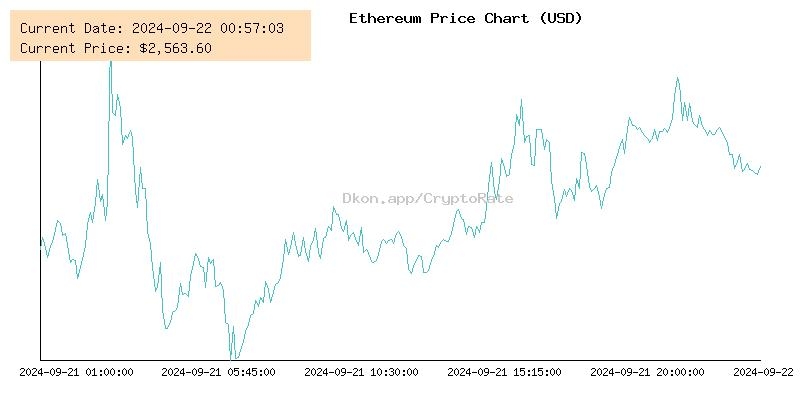 Ethereum Price Chart (USD)
Current Date: 2024-09-22 00:57:03
Current Price: $2,563.60
Dkon.app/CryptoRate
2024-09-21 01:00:00 2024-09-21 05:45:00 2024-09-21 10:30:00 2024-09-21 15:15:00 2024-09-21 20:00:00 2024-09-22